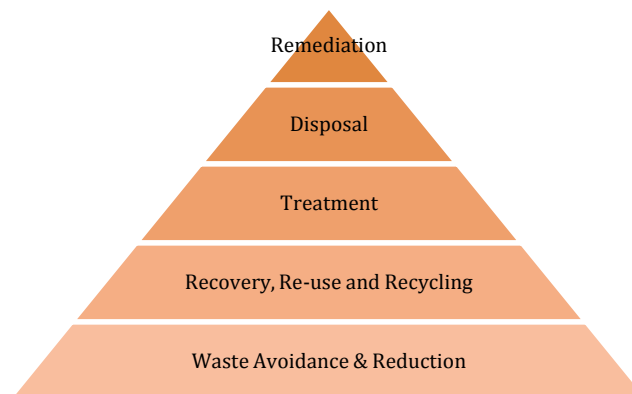 Remediation
Disposal
Treatment
Recovery, Re-use and Recycling
Waste Avoidance & Reduction